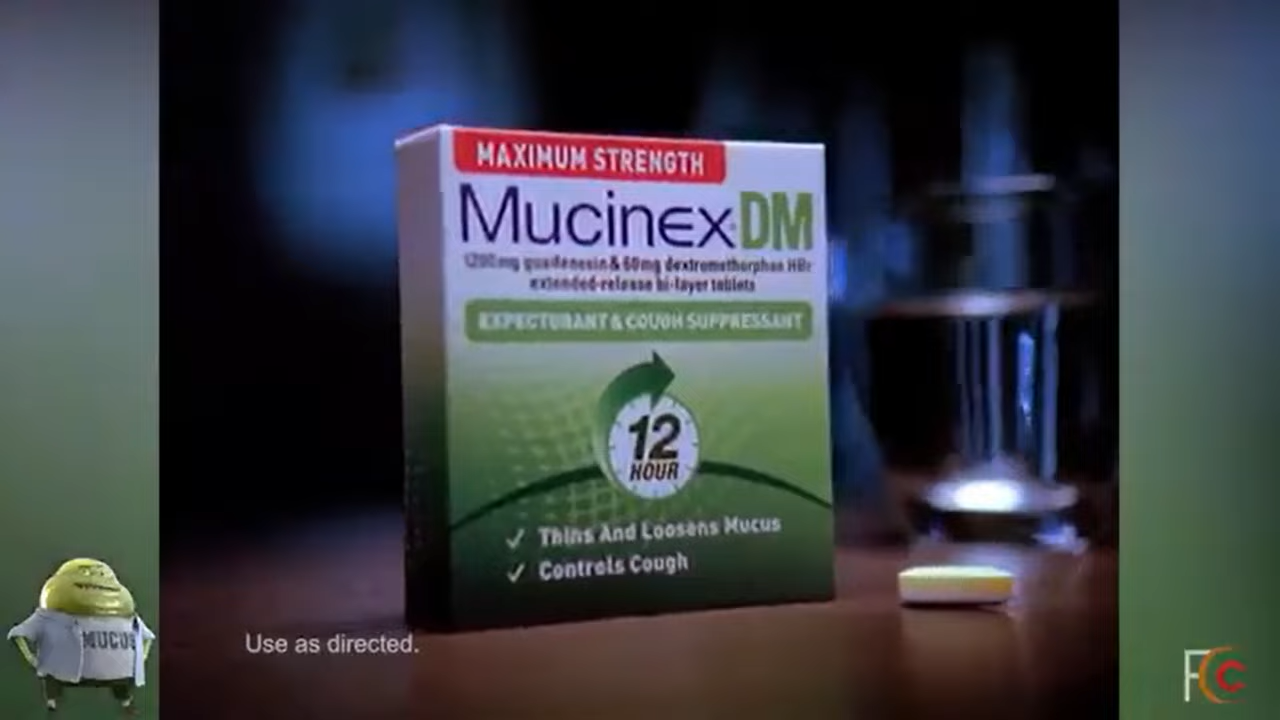 MAXIMUM STRENGTH
Mucinex DM
1200mg guaifenesin & 60mg dextromethorphan HBr
extended-release bi-layer tablets
EXPECTORANT & COUGH SUPPRESSANT
12
HOUR
✓ Thins And Loosens Mucus
✓ Controls Cough
MUCUS
Use as directed.
FCC